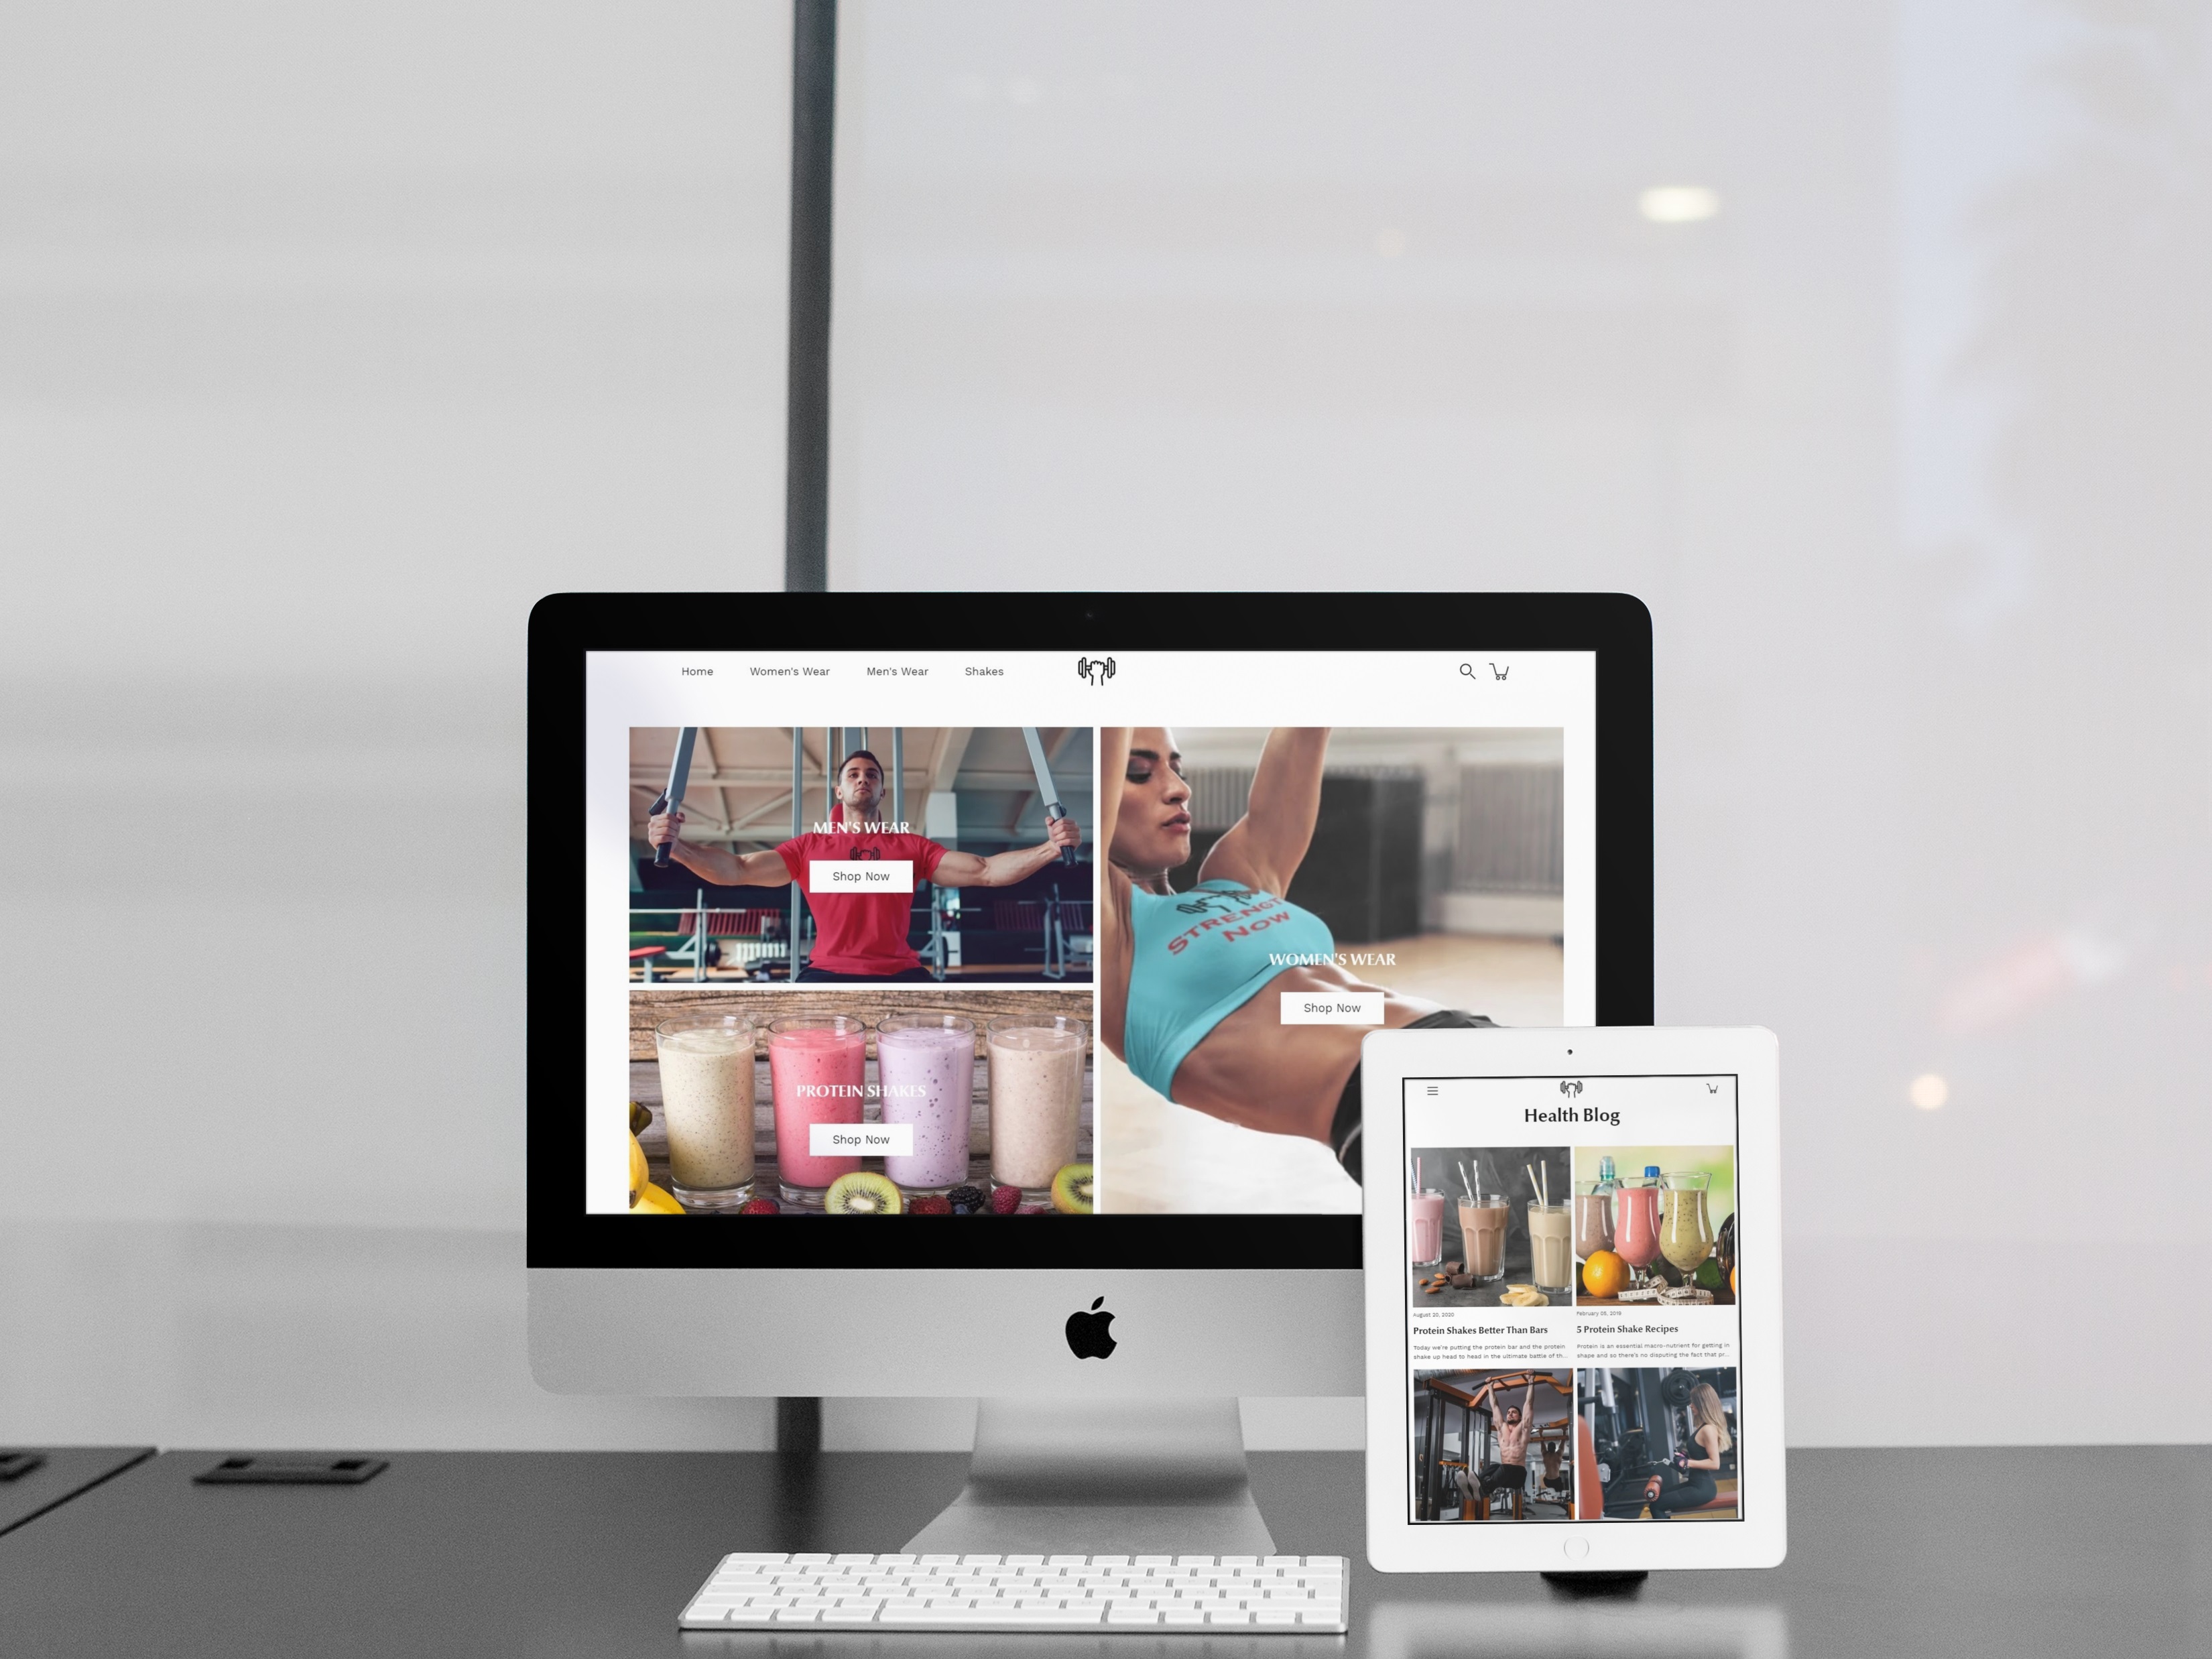 Home Women's Wear Men's Wear Shakes
MEN'S WEAR
Shop Now
STRENGT
NOW
WOMEN'S WEAR
Shop Now
PROTEIN SHAKES
Shop Now
Health Blog
August 20, 2020
Protein Shakes Better Than Bars
Today we're putting the protein bar and the protein
shake up head to head in the ultimate battle of th...
February 05, 2019
5 Protein Shake Recipes
Protein is an essential macro-nutrient for getting in
shape and so there's no disputing the fact that pr...